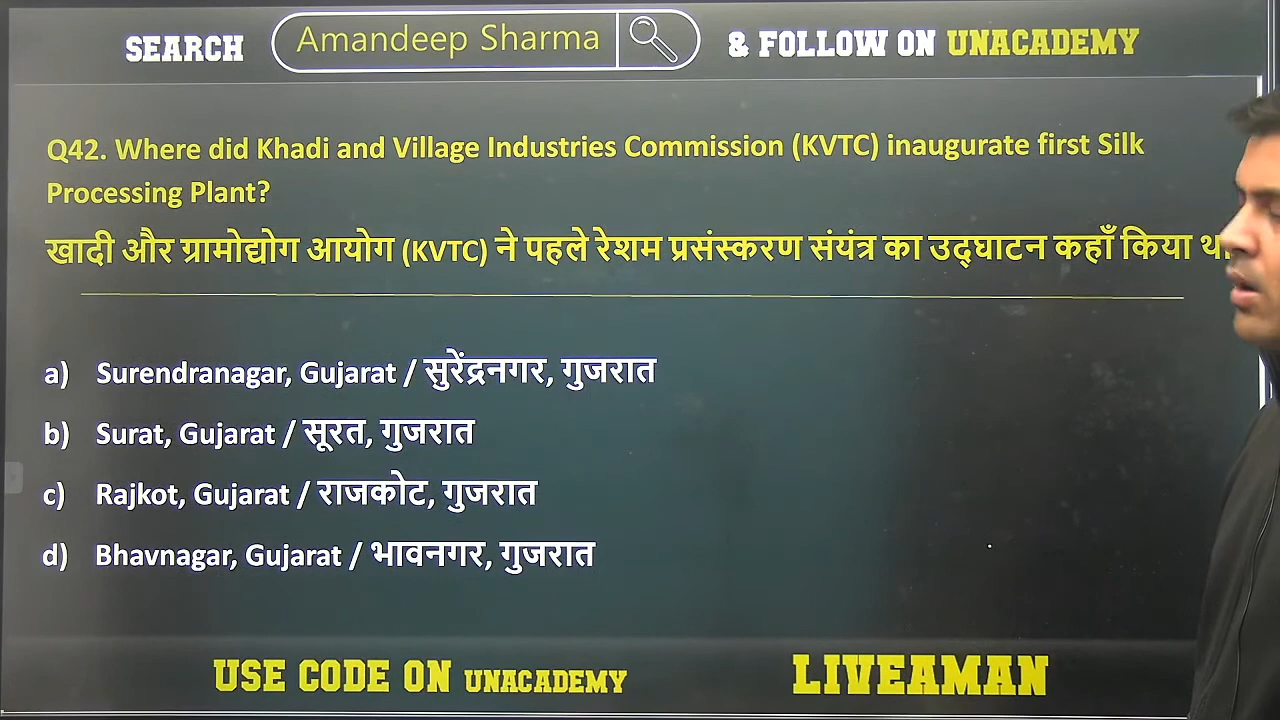 SEARCH Amandeep Sharma & FOLLOW ON UNACADEMY
Q42. Where did Khadi and Village Industries Commission (KVTC) inaugurate first Silk
Processing Plant?
खादी और ग्रामोद्योग आयोग (KVTC) ने पहले रेशम प्रसंस्करण संयंत्र का उद्घाटन कहाँ किया
a) Surendranagar, Gujarat / सुरेंद्रनगर, गुजरात
b) Surat, Gujarat / सूरत, गुजरात
c) Rajkot, Gujarat / राजकोट, गुजरात
d) Bhavnagar, Gujarat / भावनगर, गुजरात
USE CODE ON UNACADEMY LIVEAMAN